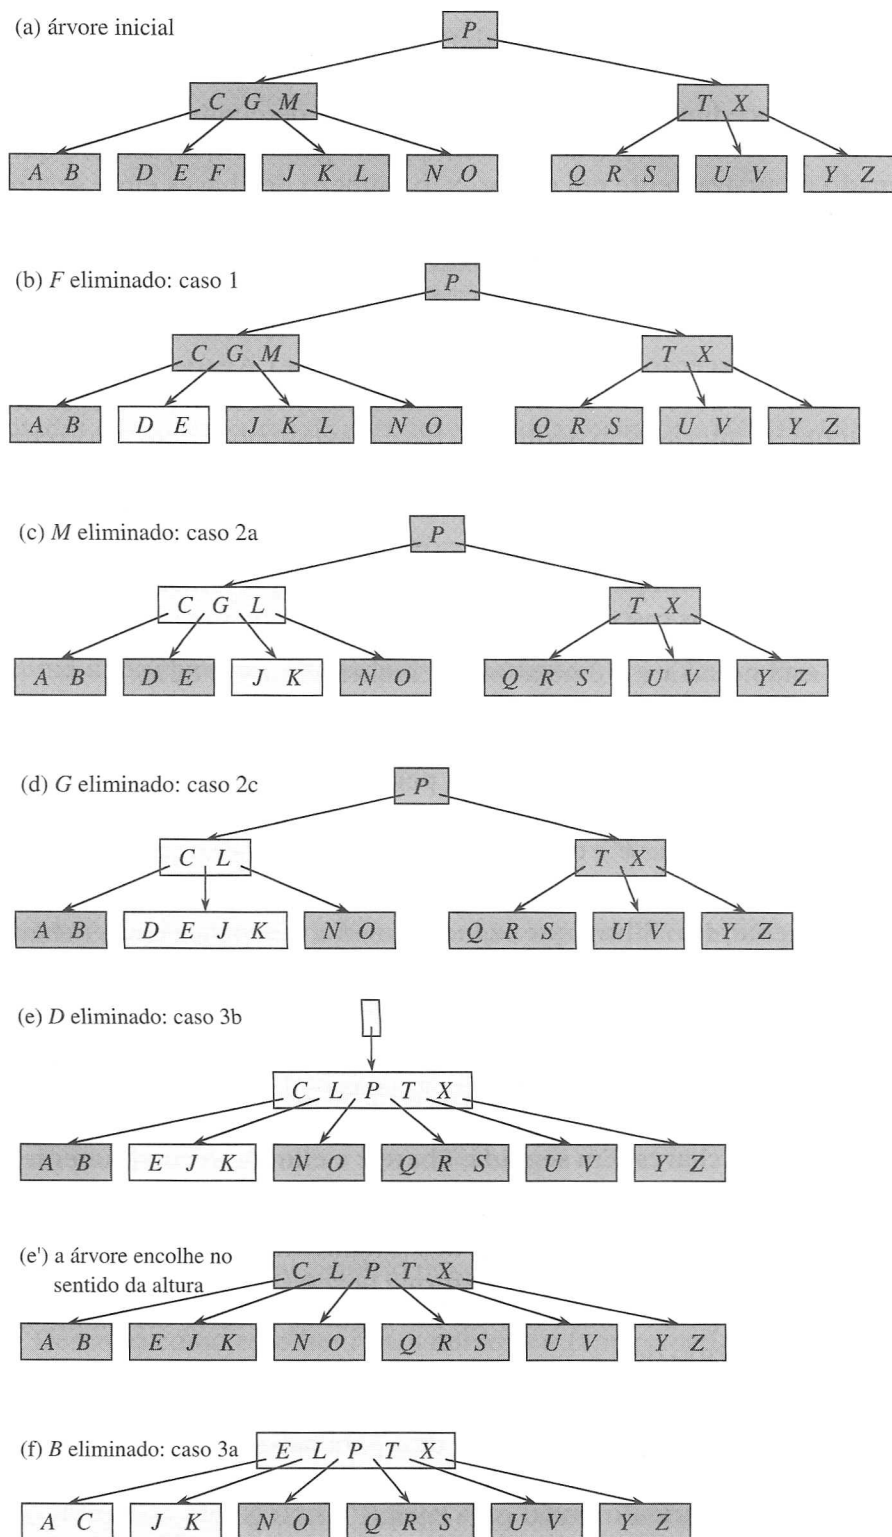 (a) árvore inicial
P
C G M
T X
A B
D E F
J K L
N O
Q R S
U V
Y Z
(b) F eliminado: caso 1
P
C G M
T X
A B
D E
J K L
N O
Q R S
U V
Y Z
(c) M eliminado: caso 2a
P
C G L
T X
A B
D E
J K
N O
Q R S
U V
Y Z
(d) G eliminado: caso 2c
P
C L
T X
A B
D E J K
N O
Q R S
U V
Y Z
(e) D eliminado: caso 3b
C L P T X
A B
E J K
N O
Q R S
U V
Y Z
(e') a árvore encolhe no
sentido da altura
C L P T X
A B
E J K
N O
Q R S
U V
Y Z
(f) B eliminado: caso 3a
E L P T X
A C
J K
N O
Q R S
U V
Y Z